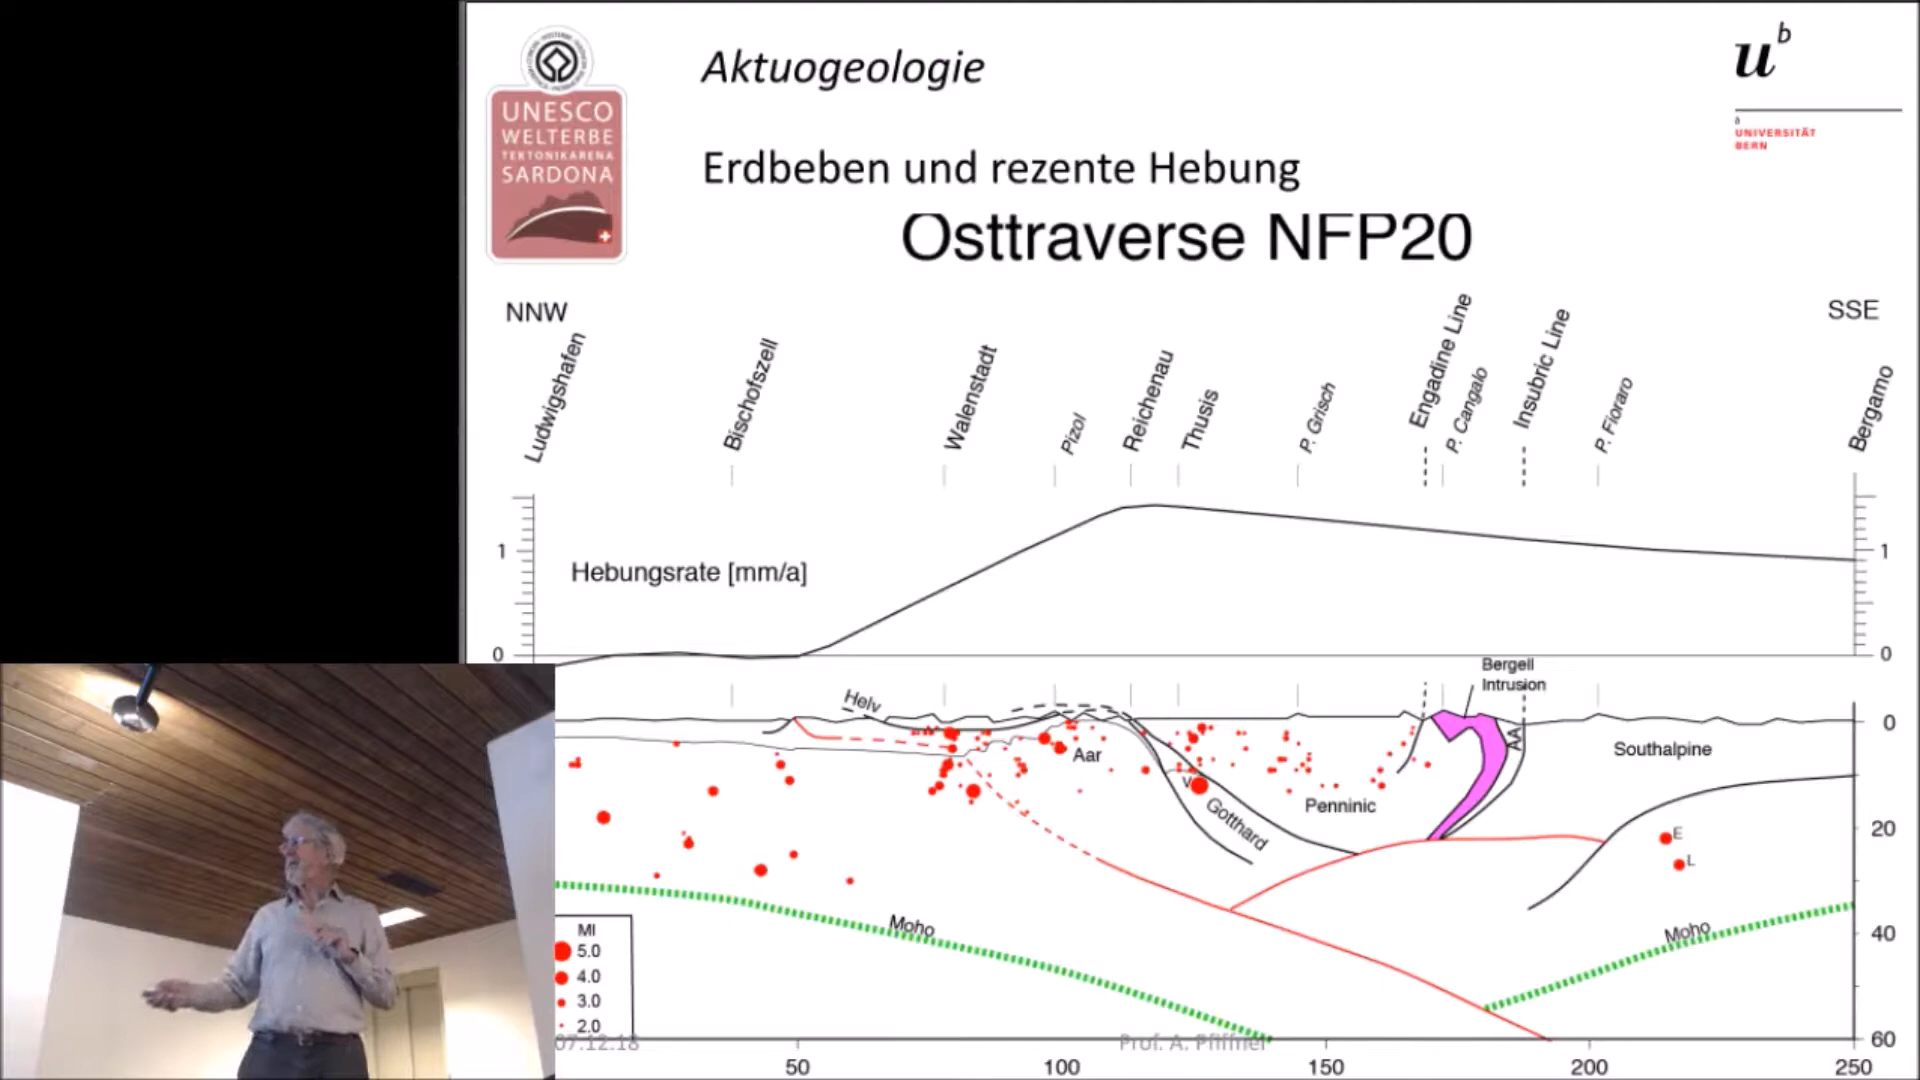 UNESCO
WELTERBE
TEKTONIKARENA
SARDONA
Aktuogeologie
Erdbeben und rezente Hebung
Osttraverse NFP20
u b
b
UNIVERSITÄT
BERN
NNW
SSE
Ludwigshafen
Bischofszell
Walenstadt
Pizol
Reichenau
Thusis
P. Grisch
Engadine Line
P. Cangalo
Insubric Line
P. Fioraro
Bergamo
1
1
Hebungsrate [mm/a]
0
0
Bergell
Intrusion
Helv
0
Aar
AA
Southalpine
V
Gotthard
Penninic
20
E
L
Moho
Moho
40
Ml
5.0
4.0
3.0
2.0
07.12.18
Prof. A. Pfiffner
60
50
100
150
200
250